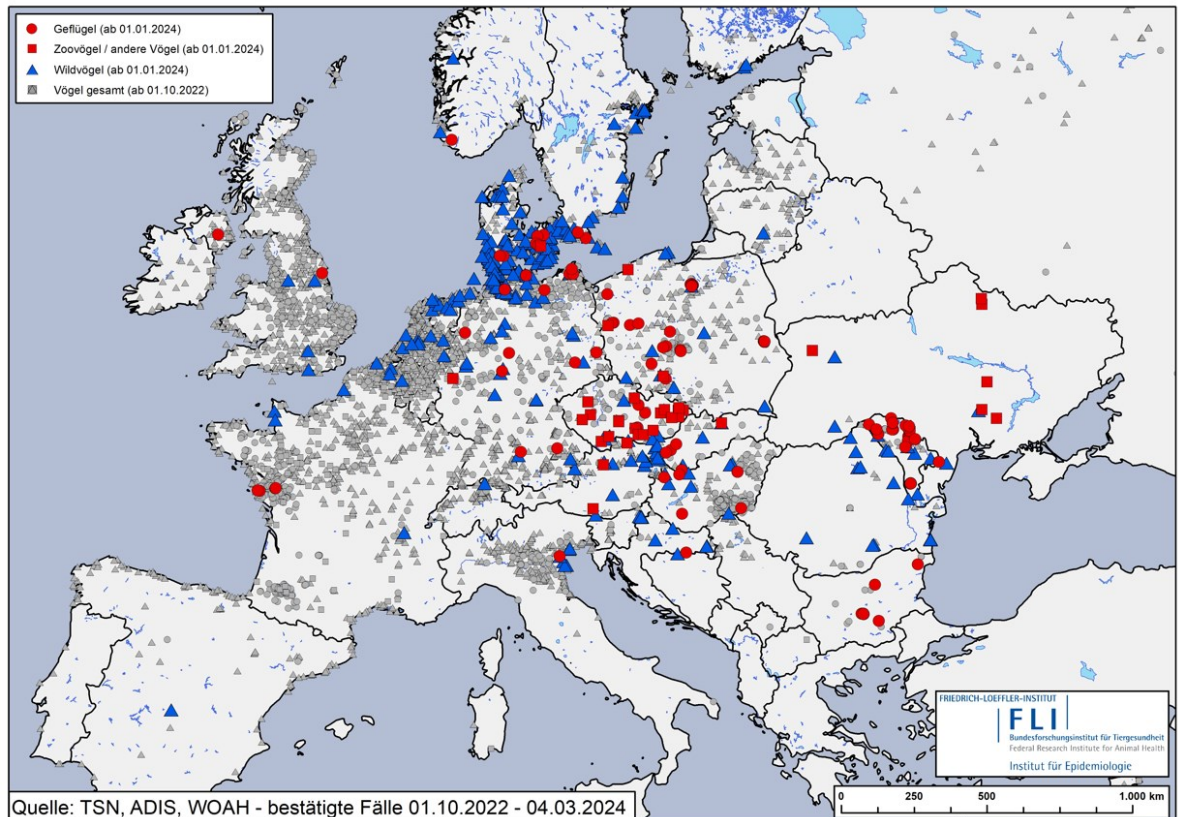 Geflügel (ab 01.01.2024)
Zoovögel / andere Vögel (ab 01.01.2024)
Wildvögel (ab 01.01.2024)
Vögel gesamt (ab 01.10.2022)
FRIEDRICH-LOEFFLER-INSTITUT
FLI
Bundesforschungsinstitut für Tiergesundheit
Federal Research Institute for Animal Health
Institut für Epidemiologie
Quelle: TSN, ADIS, WOAH - bestätigte Fälle 01.10.2022 - 04.03.2024
0 250 500 1.000 km